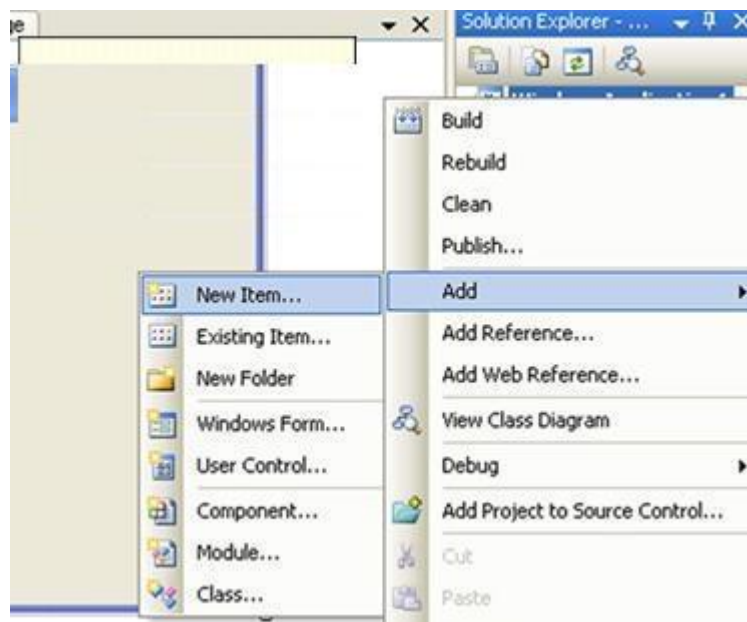 ge
Solution Explorer - ...
Build
Rebuild
Clean
Publish...
Add
Add Reference...
Add Web Reference...
View Class Diagram
Debug
Add Project to Source Control...
Cut
Paste
New Item...
Existing Item...
New Folder
Windows Form...
User Control...
Component...
Module...
Class...